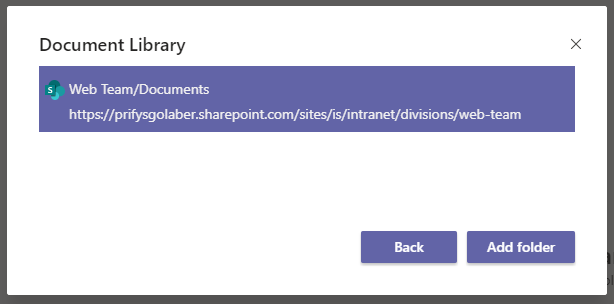 Document Library
Web Team/Documents
https://prifysgolaber.sharepoint.com/sites/is/intranet/divisions/web-team
Back
Add folder